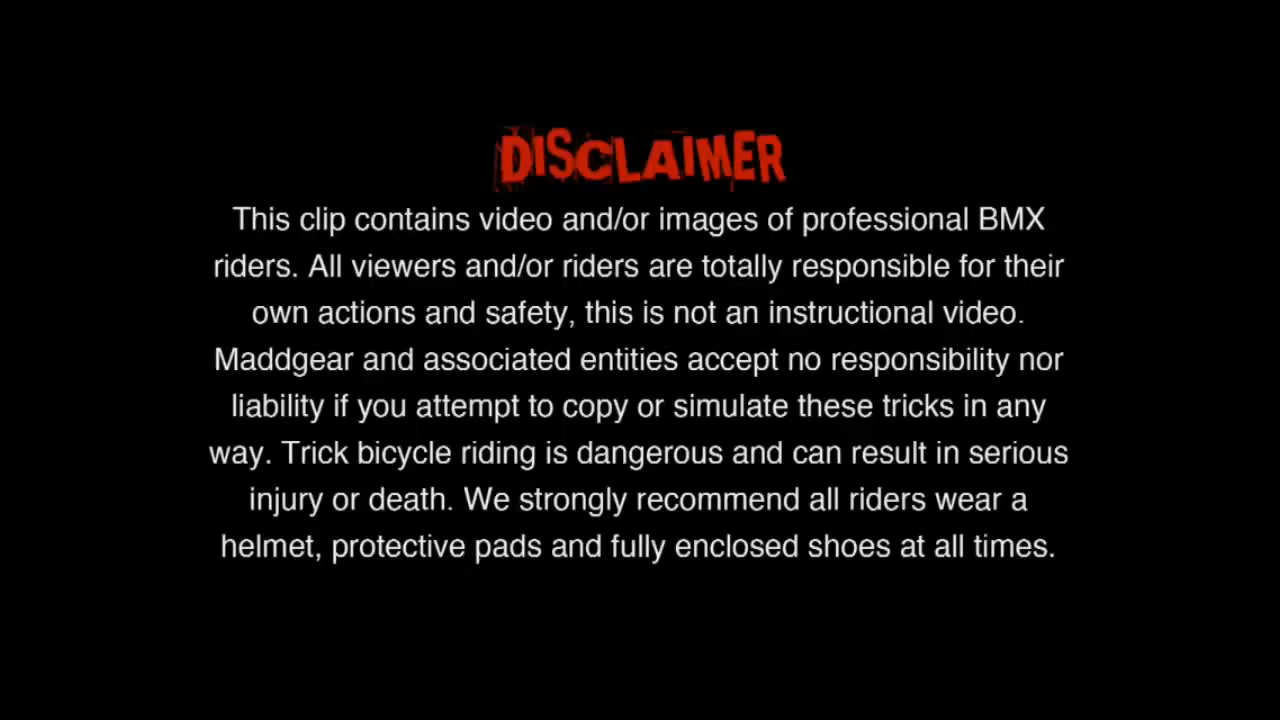 DISCLAIMER
This clip contains video and/or images of professional BMX
riders. All viewers and/or riders are totally responsible for their
own actions and safety, this is not an instructional video.
Maddgear and associated entities accept no responsibility nor
liability if you attempt to copy or simulate these tricks in any
way. Trick bicycle riding is dangerous and can result in serious
injury or death. We strongly recommend all riders wear a
helmet, protective pads and fully enclosed shoes at all times.